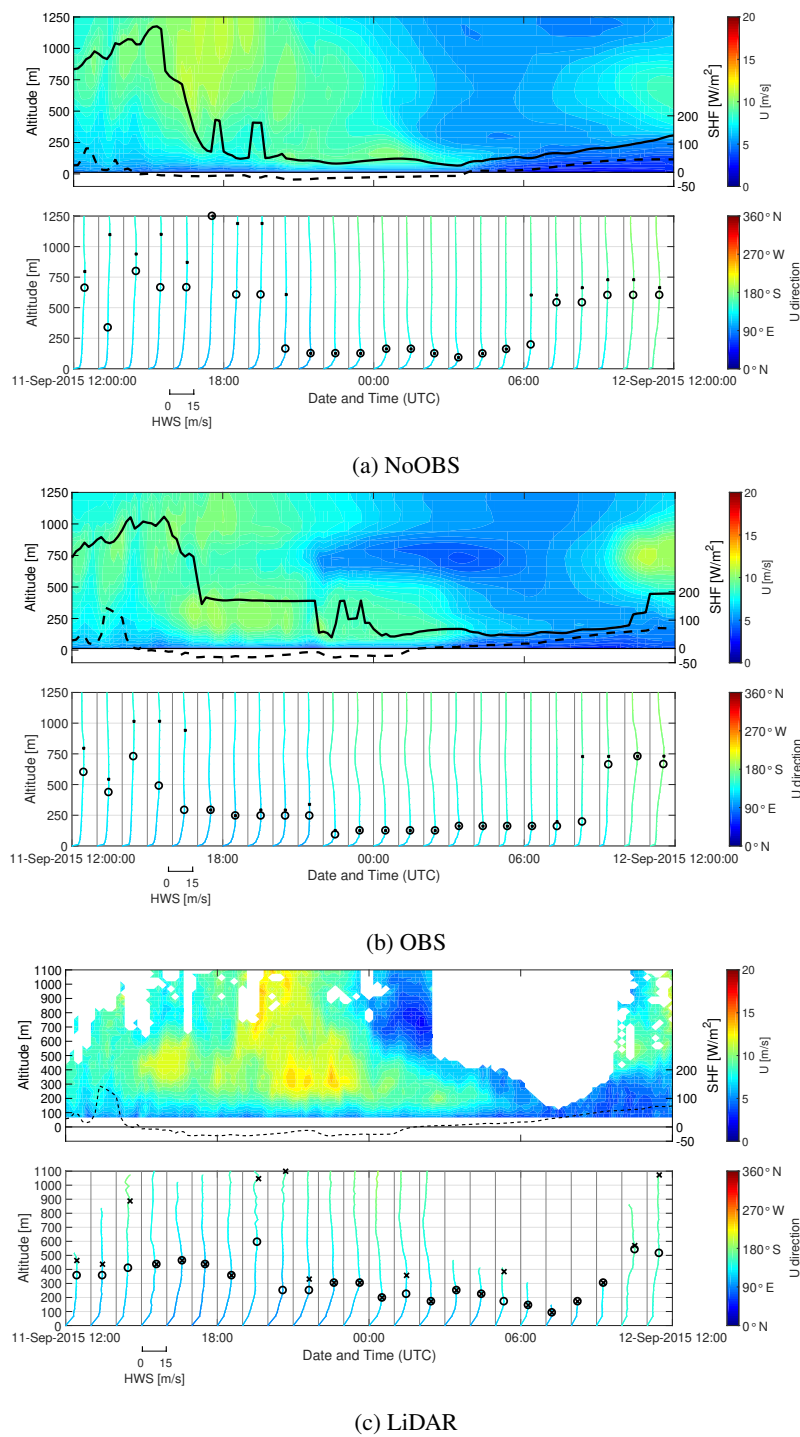 1250
1000
750
500
250
0
Altitude [m]
200
100
0
-50
SHF [W/m²]
20
15
10
5
0
U [m/s]
1250
1000
750
500
250
0
Altitude [m]
360° N
270° W
180° S
90° E
0° N
U direction
11-Sep-2015 12:00:00 18:00 00:00 06:00 12-Sep-2015 12:00:00
Date and Time (UTC)
0 15
HWS [m/s]
(a) NoOBS
1250
1000
750
500
250
0
Altitude [m]
200
100
0
-50
SHF [W/m²]
20
15
10
5
0
U [m/s]
1250
1000
750
500
250
0
Altitude [m]
360° N
270° W
180° S
90° E
0° N
U direction
11-Sep-2015 12:00:00 18:00 00:00 06:00 12-Sep-2015 12:00:00
Date and Time (UTC)
0 15
HWS [m/s]
(b) OBS
1100
1000
900
800
700
600
500
400
300
200
100
0
Altitude [m]
200
100
0
-50
SHF [W/m²]
20
15
10
5
0
U [m/s]
1100
1000
900
800
700
600
500
400
300
200
100
0
Altitude [m]
360° N
270° W
180° S
90° E
0° N
U direction
11-Sep-2015 12:00 18:00 00:00 06:00 12-Sep-2015 12:00
Date and Time (UTC)
0 15
HWS [m/s]
(c) LiDAR